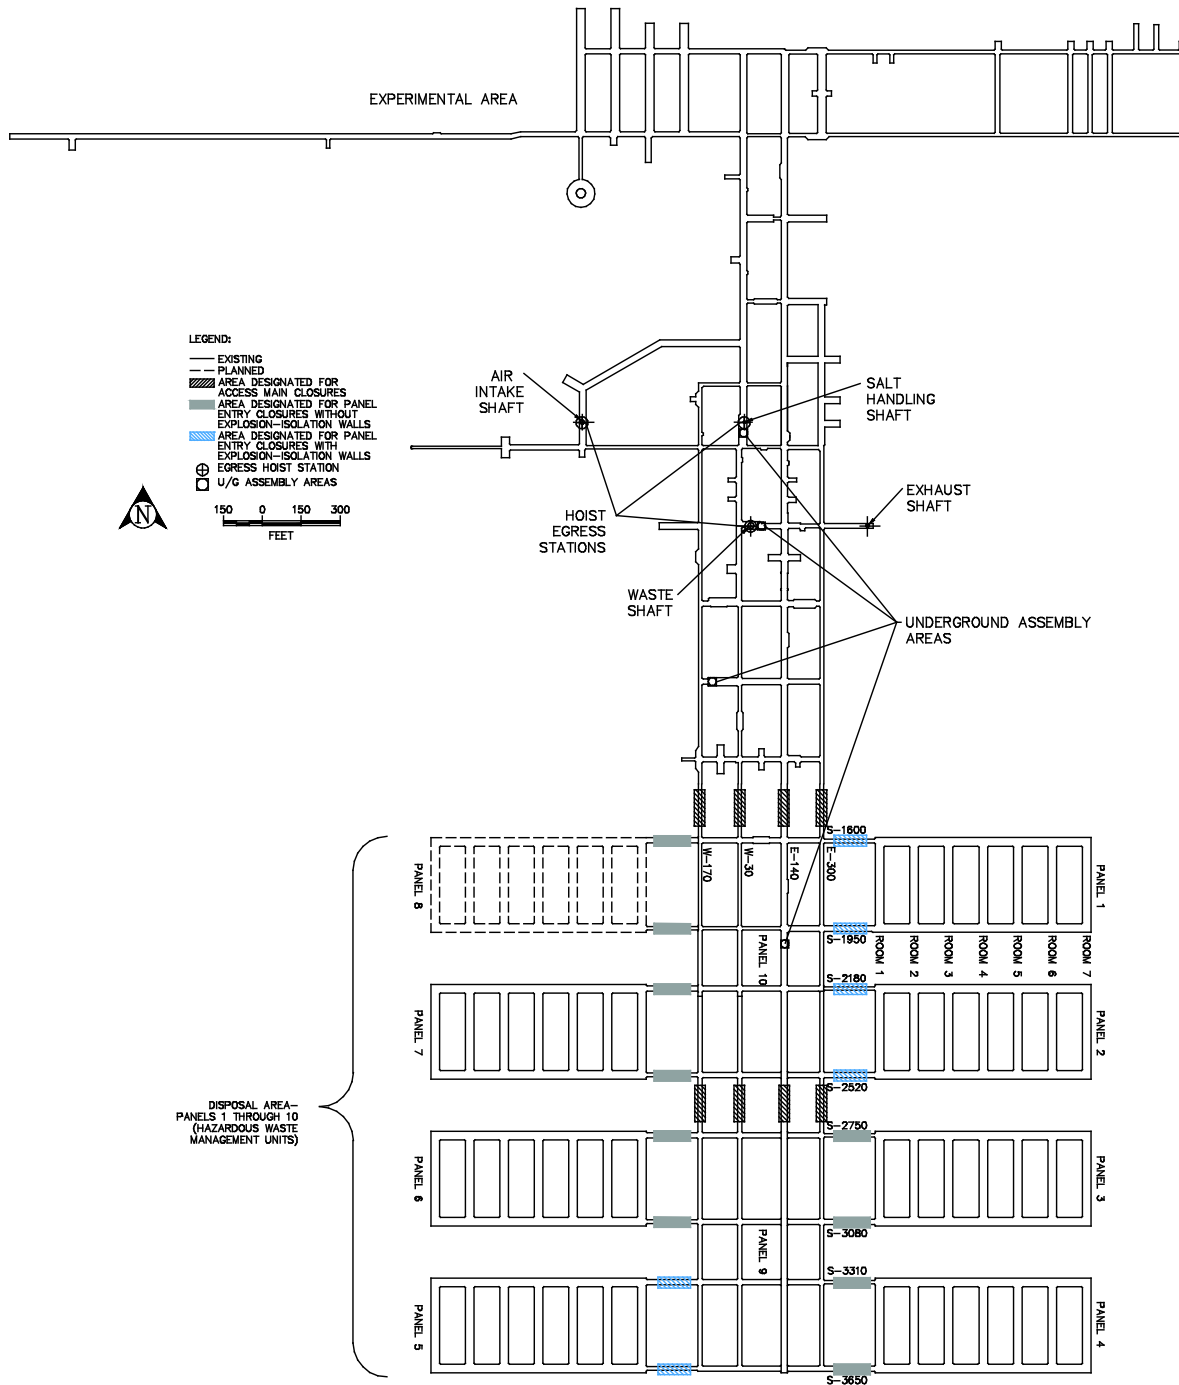 EXPERIMENTAL AREA
LEGEND:
EXISTING
PLANNED
AREA DESIGNATED FOR
ACCESS MAIN CLOSURES
AREA DESIGNATED FOR PANEL
ENTRY CLOSURES WITHOUT
EXPLOSION-ISOLATION WALLS
AREA DESIGNATED FOR PANEL
ENTRY CLOSURES WITH
EXPLOSION-ISOLATION WALLS
EGRESS HOIST STATION
U/G ASSEMBLY AREAS
N
150 0 150 300
FEET
AIR
INTAKE
SHAFT
SALT
HANDLING
SHAFT
HOIST
EGRESS
STATIONS
EXHAUST
SHAFT
WASTE
SHAFT
UNDERGROUND ASSEMBLY
AREAS
S-1600
W-170
W-30
E-140
E-300
PANEL 8
PANEL 1
S-1950
PANEL 10
ROOM 1
ROOM 2
ROOM 3
ROOM 4
ROOM 5
ROOM 6
ROOM 7
S-2180
PANEL 7
PANEL 2
S-2520
DISPOSAL AREA-
PANELS 1 THROUGH 10
(HAZARDOUS WASTE
MANAGEMENT UNITS)
S-2750
PANEL 6
PANEL 3
S-3080
PANEL 9
S-3310
PANEL 5
PANEL 4
S-3650